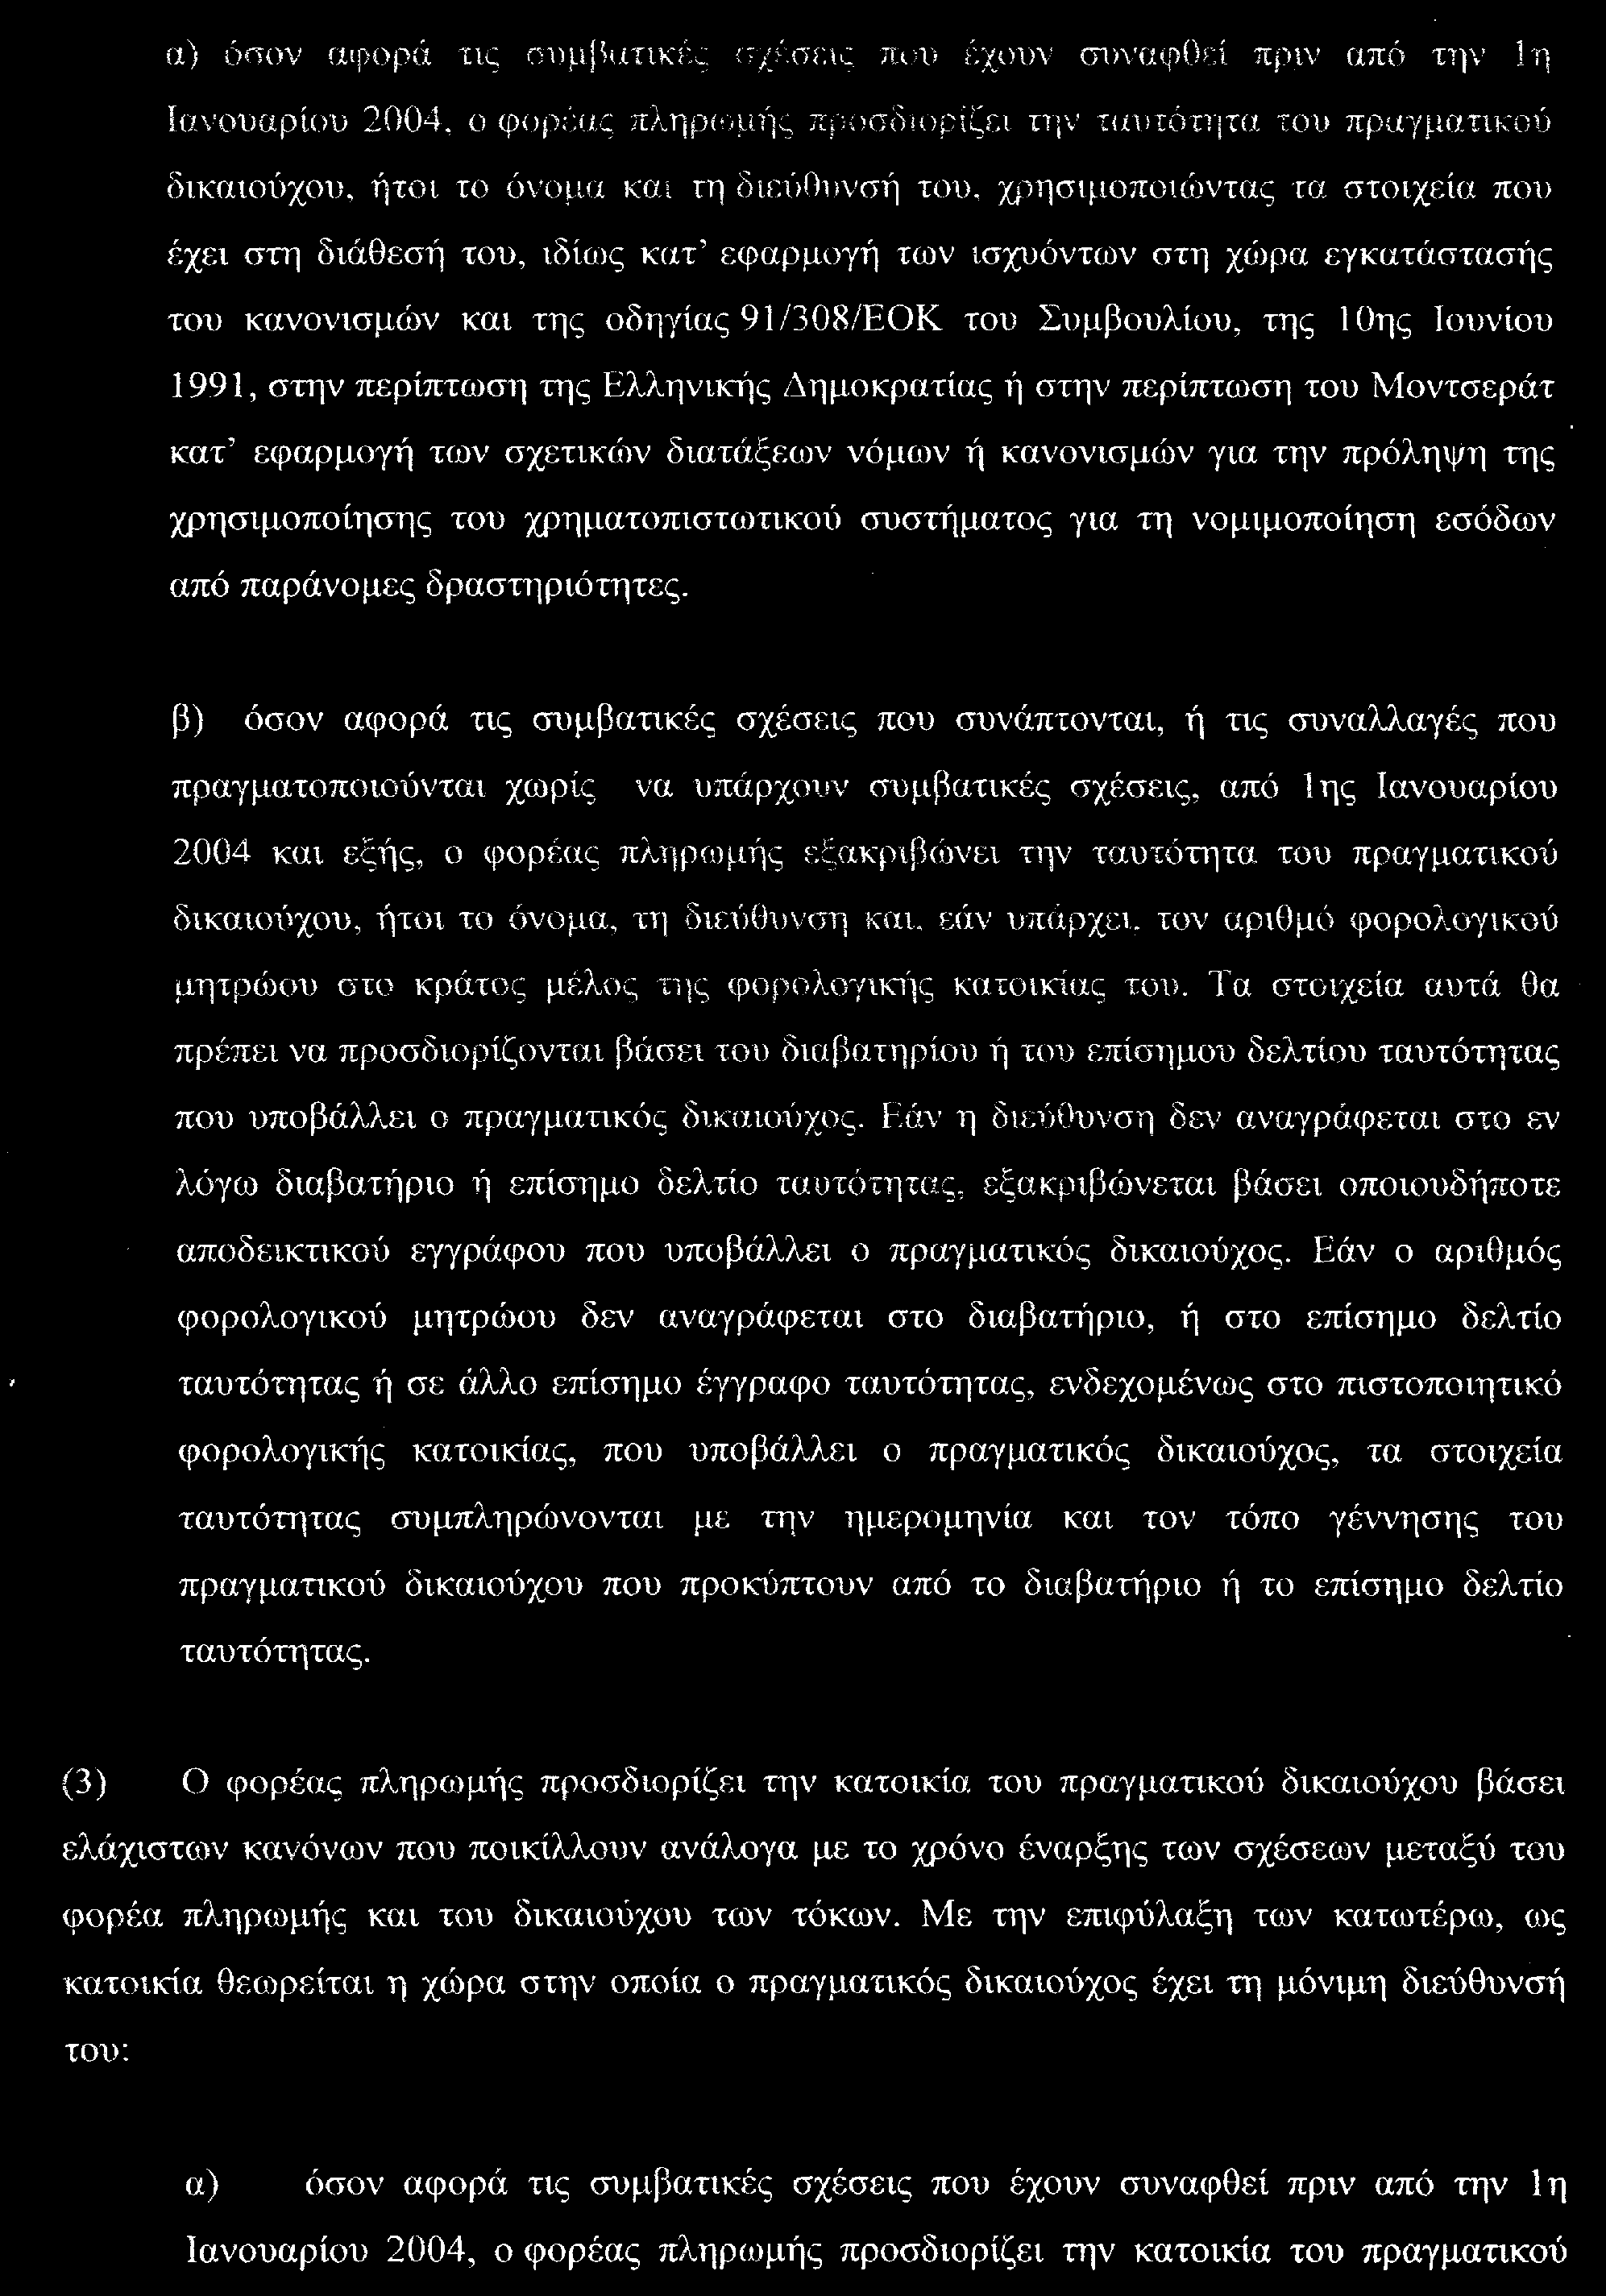 α) όσον αφορά τις συμβατικές σχέσεις που έχουν συναφθεί πριν από την 1η
Ιανουαρίου 2004, ο φορέας πληρωμής προσδιορίζει την ταυτότητα του πραγματικού
δικαιούχου, ήτοι το όνομα και τη διεύθυνσή του, χρησιμοποιώντας τα στοιχεία που
έχει στη διάθεσή του, ιδίως κατ’ εφαρμογή των ισχυόντων στη χώρα εγκατάστασής
του κανονισμών και της οδηγίας 91/308/ΕΟΚ του Συμβουλίου, της 10ης Ιουνίου
1991, στην περίπτωση της Ελληνικής Δημοκρατίας ή στην περίπτωση του Μοντσεράτ
κατ’ εφαρμογή των σχετικών διατάξεων νόμων ή κανονισμών για την πρόληψη της
χρησιμοποίησης του χρηματοπιστωτικού συστήματος για τη νομιμοποίηση εσόδων
από παράνομες δραστηριότητες.
β) όσον αφορά τις συμβατικές σχέσεις που συνάπτονται, ή τις συναλλαγές που
πραγματοποιούνται χωρίς να υπάρχουν συμβατικές σχέσεις, από 1ης Ιανουαρίου
2004 και εξής, ο φορέας πληρωμής εξακριβώνει την ταυτότητα του πραγματικού
δικαιούχου, ήτοι το όνομα, τη διεύθυνση και, εάν υπάρχει, τον αριθμό φορολογικού
μητρώου στο κράτος μέλος της φορολογικής κατοικίας του. Τα στοιχεία αυτά θα
πρέπει να προσδιορίζονται βάσει του διαβατηρίου ή του επίσημου δελτίου ταυτότητας
που υποβάλλει ο πραγματικός δικαιούχος. Εάν η διεύθυνση δεν αναγράφεται στο εν
λόγω διαβατήριο ή επίσημο δελτίο ταυτότητας, εξακριβώνεται βάσει οποιουδήποτε
αποδεικτικού εγγράφου που υποβάλλει ο πραγματικός δικαιούχος. Εάν ο αριθμός
φορολογικού μητρώου δεν αναγράφεται στο διαβατήριο, ή στο επίσημο δελτίο
ταυτότητας ή σε άλλο επίσημο έγγραφο ταυτότητας, ενδεχομένως στο πιστοποιητικό
φορολογικής κατοικίας, που υποβάλλει ο πραγματικός δικαιούχος, τα στοιχεία
ταυτότητας συμπληρώνονται με την ημερομηνία και τον τόπο γέννησης του
πραγματικού δικαιούχου που προκύπτουν από το διαβατήριο ή το επίσημο δελτίο
ταυτότητας.
(3) Ο φορέας πληρωμής προσδιορίζει την κατοικία του πραγματικού δικαιούχου βάσει
ελάχιστων κανόνων που ποικίλλουν ανάλογα με το χρόνο έναρξης των σχέσεων μεταξύ του
φορέα πληρωμής και του δικαιούχου των τόκων. Με την επιφύλαξη των κατωτέρω, ως
κατοικία θεωρείται η χώρα στην οποία ο πραγματικός δικαιούχος έχει τη μόνιμη διεύθυνσή
του:
α) όσον αφορά τις συμβατικές σχέσεις που έχουν συναφθεί πριν από την 1η
Ιανουαρίου 2004, ο φορέας πληρωμής προσδιορίζει την κατοικία του πραγματικού